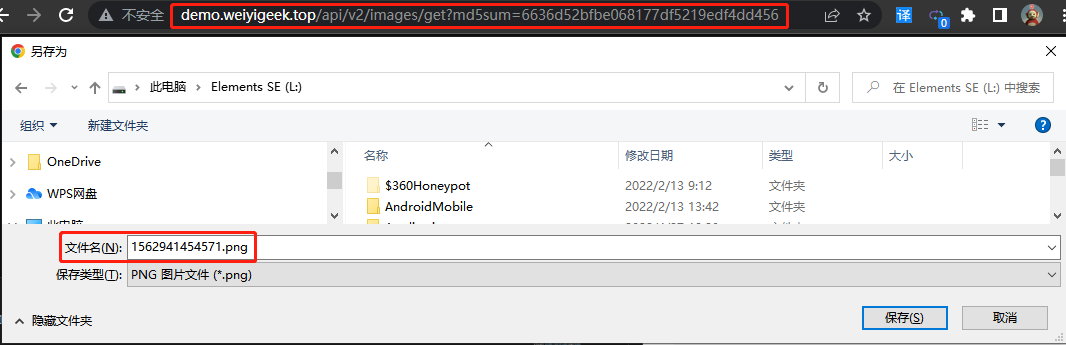 不安全 demo.weiyigeek.top/api/v2/images/get?md5sum=6636d52bfbe068177df5219edf4dd456 译 0
另存为
此电脑 Elements SE (L:) 在 Elements SE (L:) 中搜索
组织 新建文件夹
名称 修改日期 类型 大小
OneDrive
$360Honeypot 2022/2/13 9:12 文件夹
WPS网盘
AndroidMobile 2022/2/13 13:42 文件夹
此电脑
文件名(N): 1562941454571.png
保存类型(T): PNG 图片文件 (*.png)
隐藏文件夹 保存(S) 取消